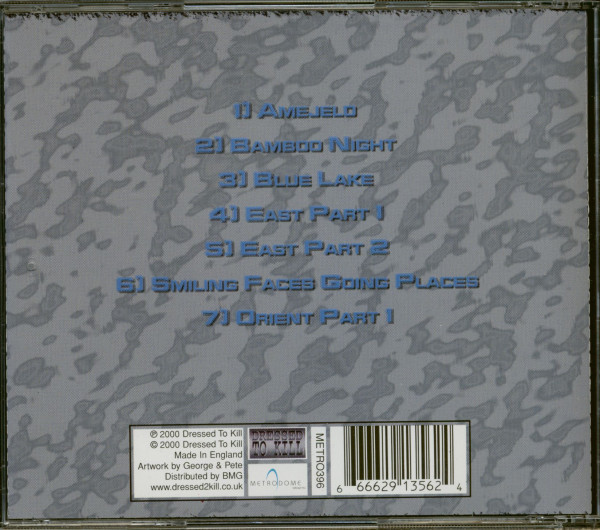 1) Amejelo
2) Bamboo Night
3) Blue Lake
4) East Part 1
5) East Part 2
6) Smiling Faces Going Places
7) Orient Part 1
℗ 2000 Dressed To Kill
© 2000 Dressed To Kill
Made In England
Artwork by George & Pete
Distributed by BMG
www.dressed2kill.co.uk
DRESSED
TO KILL
METRODOME
METRO396
6 66629 13562 4